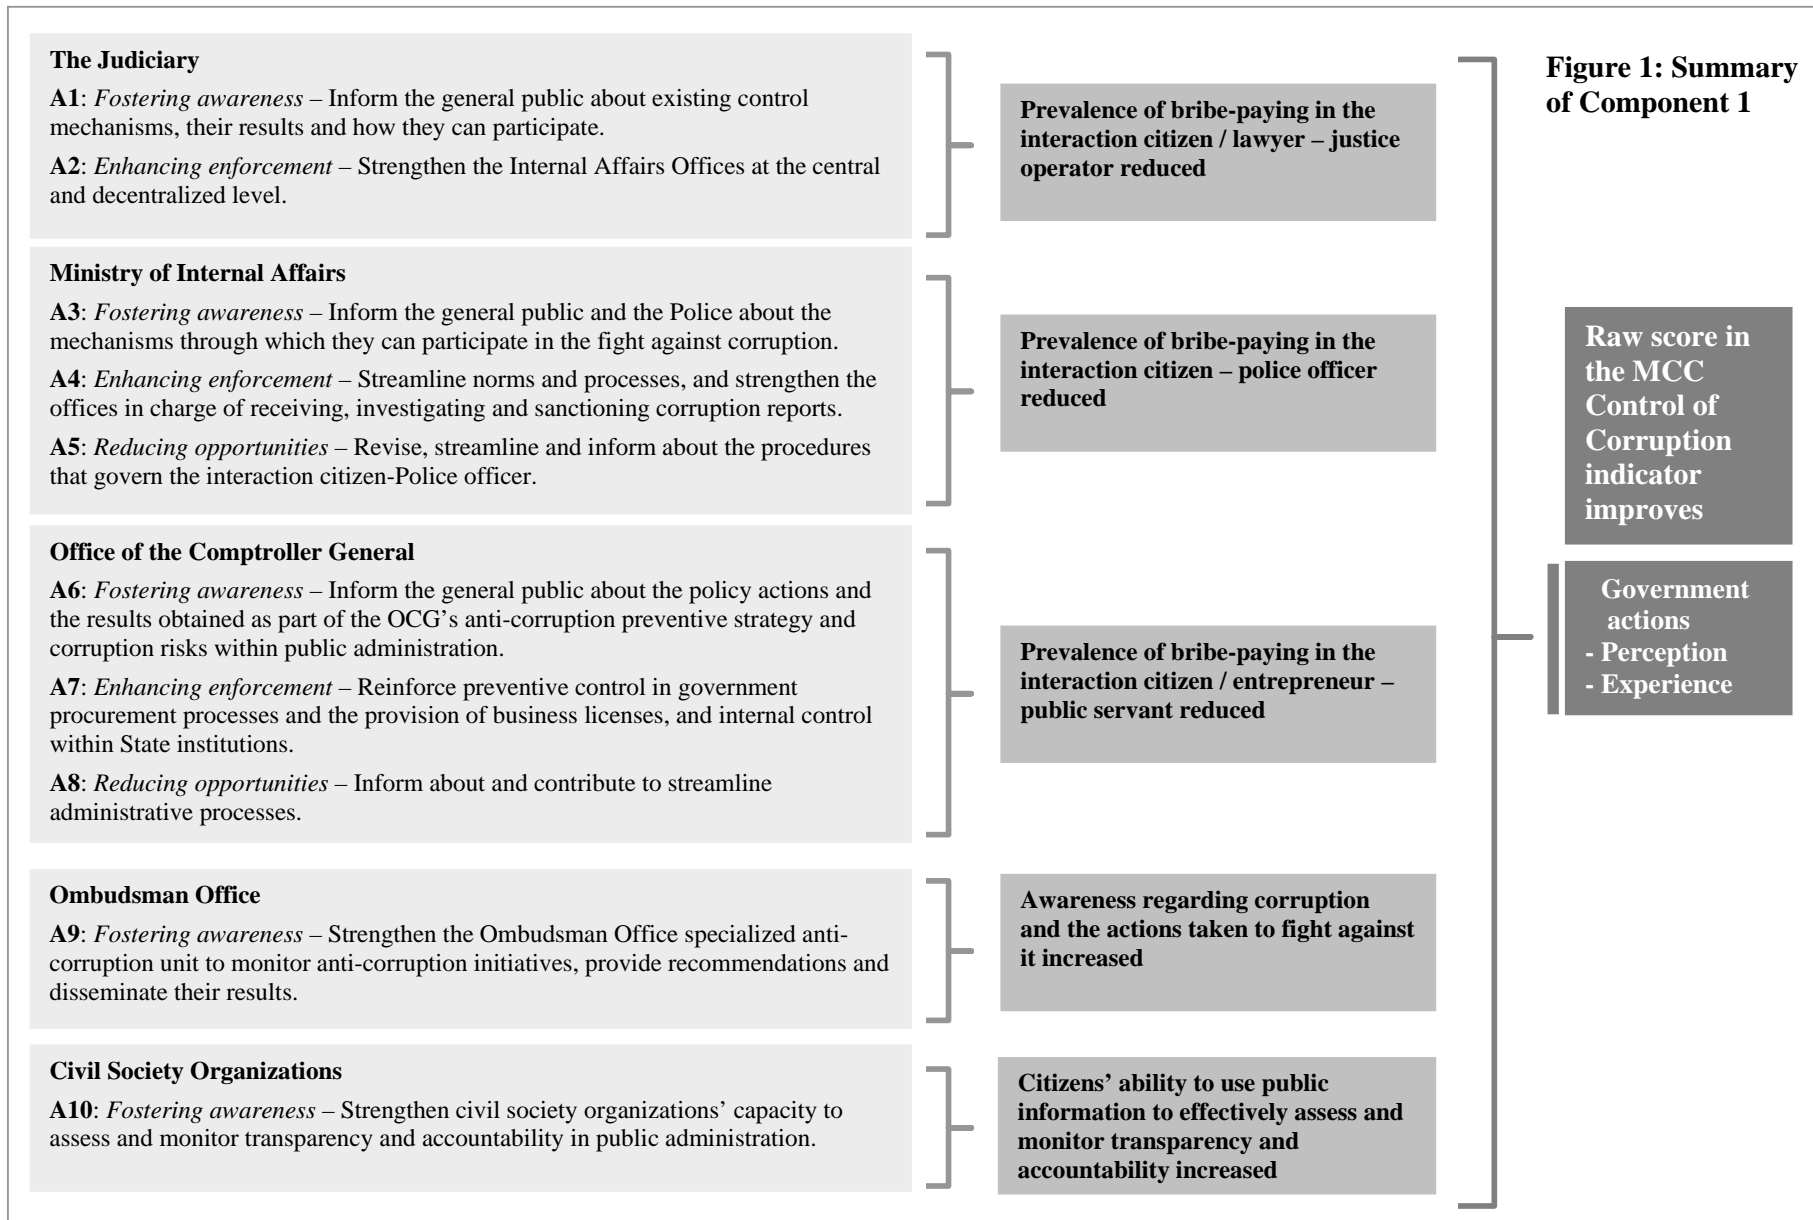 Figure 1: Summary
of Component 1
The Judiciary
A1: Fostering awareness – Inform the general public about existing control
mechanisms, their results and how they can participate.
A2: Enhancing enforcement – Strengthen the Internal Affairs Offices at the central
and decentralized level.
Prevalence of bribe-paying in the
interaction citizen / lawyer – justice
operator reduced
Ministry of Internal Affairs
A3: Fostering awareness – Inform the general public and the Police about the
mechanisms through which they can participate in the fight against corruption.
A4: Enhancing enforcement – Streamline norms and processes, and strengthen the
offices in charge of receiving, investigating and sanctioning corruption reports.
A5: Reducing opportunities – Revise, streamline and inform about the procedures
that govern the interaction citizen-Police officer.
Prevalence of bribe-paying in the
interaction citizen – police officer
reduced
Office of the Comptroller General
A6: Fostering awareness – Inform the general public about the policy actions and
the results obtained as part of the OCG's anti-corruption preventive strategy and
corruption risks within public administration.
A7: Enhancing enforcement – Reinforce preventive control in government
procurement processes and the provision of business licenses, and internal control
within State institutions.
A8: Reducing opportunities – Inform about and contribute to streamline
administrative processes.
Prevalence of bribe-paying in the
interaction citizen / entrepreneur –
public servant reduced
Ombudsman Office
A9: Fostering awareness – Strengthen the Ombudsman Office specialized anti-
corruption unit to monitor anti-corruption initiatives, provide recommendations and
disseminate their results.
Awareness regarding corruption
and the actions taken to fight against
it increased
Civil Society Organizations
A10: Fostering awareness – Strengthen civil society organizations' capacity to
assess and monitor transparency and accountability in public administration.
Citizens' ability to use public
information to effectively assess and
monitor transparency and
accountability increased
Raw score in
the MCC
Control of
Corruption
indicator
improves
Government
actions
- Perception
- Experience